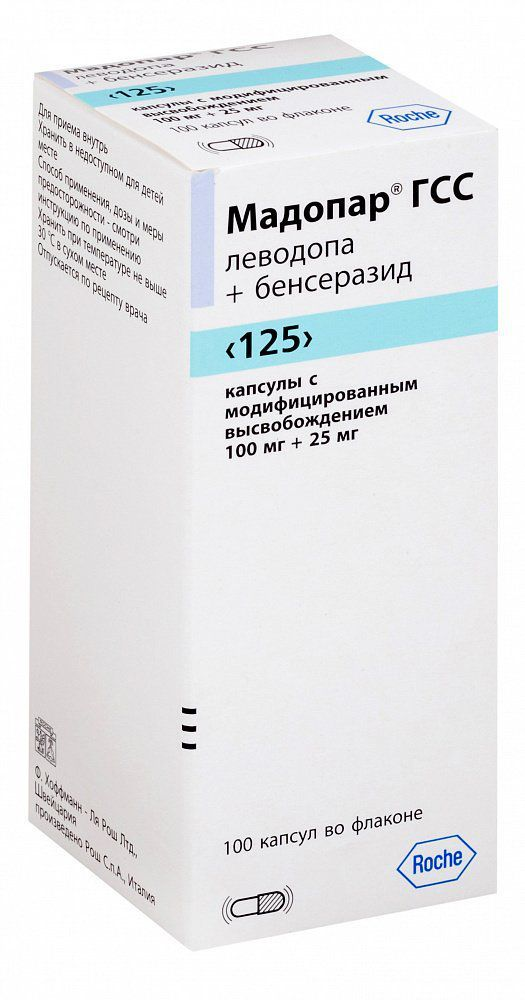 Мадопар® ГСС
леводопа
+ бенсеразид
‹125›
капсулы с модифицированным
высвобождением
100 мг + 25 мг
100 капсул во флаконе
Roche
Для приема внутрь
Хранить в недоступном для детей
месте
Способ применения, дозы и меры
предосторожности - смотри
инструкцию по применению
Хранить при температуре не выше
30 °C в сухом месте
Отпускается по рецепту врача
Ф. Хоффманн - Ля Рош Лтд.,
Швейцария
произведено Рош С.п.А., Италия
Мадопар® ГСС
леводопа
+ бенсеразид
‹125›
капсулы с
модифицированным
высвобождением
100 мг + 25 мг
100 капсул во флаконе
Roche